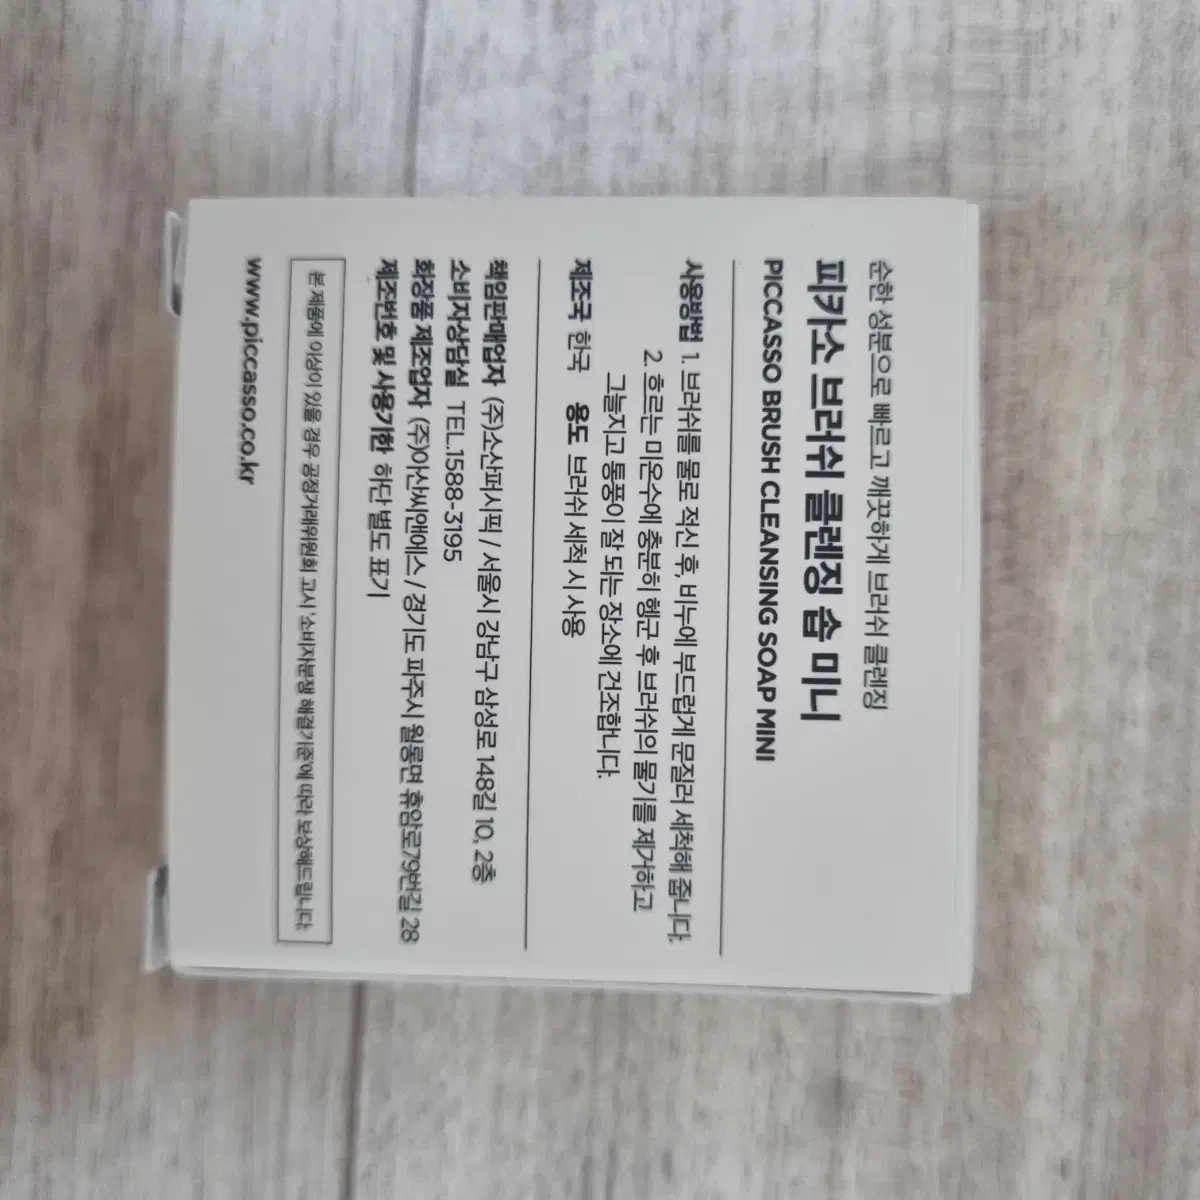 순한 성분으로 빠르고 깨끗하게 브러쉬 클렌징
피카소 브러쉬 클렌징 솝 미니
PICCASSO BRUSH CLEANSING SOAP MINI
사용방법 1. 브러쉬를 물로 적신 후, 비누에 부드럽게 문질러 세척해 줍니다.
2. 흐르는 미온수에 충분히 헹군 후 브러쉬의 물기를 제거하고
그늘지고 통풍이 잘 되는 장소에 건조합니다.
제조국 한국 용도 브러쉬 세척 시 사용
책임판매업자 (주)소산퍼시픽 / 서울시 강남구 삼성로 148길 10, 2층
소비자상담실 TEL.1588-3195
화장품 제조업자 (주)아산씨앤에스 / 경기도 파주시 월롱면 휴암로79번길 28
제조번호 및 사용기한 하단 별도 표기
본 제품에 이상이 있을 경우 공정거래위원회 고시 '소비자분쟁 해결기준'에 따라 보상해드립니다.
www.piccasso.co.kr